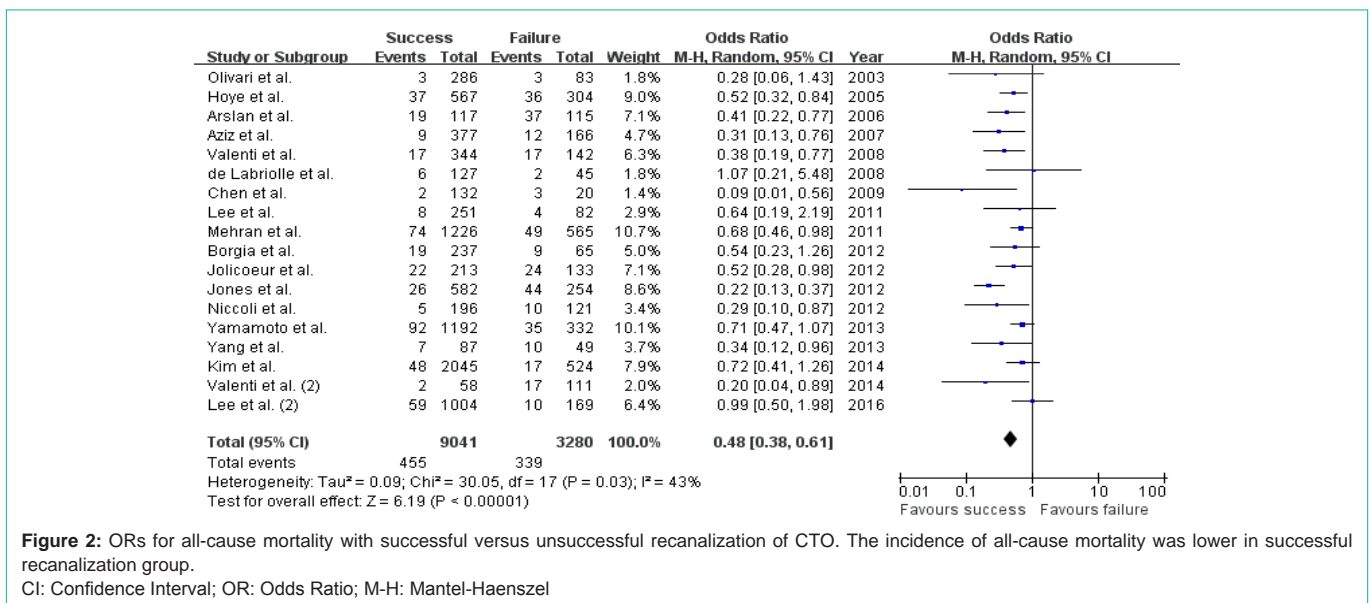 Success Failure Odds Ratio Odds Ratio
Study or Subgroup Events Total Events Total Weight M-H, Random, 95% CI Year M-H, Random, 95% CI
Olivari et al. 3 286 3 83 1.8% 0.28 [0.06, 1.43] 2003
Hoye et al. 37 567 36 304 9.0% 0.52 [0.32, 0.84] 2005
Arslan et al. 19 117 37 115 7.1% 0.41 [0.22, 0.77] 2006
Aziz et al. 9 377 12 166 4.7% 0.31 [0.13, 0.76] 2007
Valenti et al. 17 344 17 142 6.3% 0.38 [0.19, 0.77] 2008
de Labriolle et al. 6 127 2 45 1.8% 1.07 [0.21, 5.48] 2008
Chen et al. 2 132 3 20 1.4% 0.09 [0.01, 0.56] 2009
Lee et al. 8 251 4 82 2.9% 0.64 [0.19, 2.19] 2011
Mehran et al. 74 1226 49 565 10.7% 0.68 [0.46, 0.98] 2011
Borgia et al. 19 237 9 65 5.0% 0.54 [0.23, 1.26] 2012
Jolicoeur et al. 22 213 24 133 7.1% 0.52 [0.28, 0.98] 2012
Jones et al. 26 582 44 254 8.6% 0.22 [0.13, 0.37] 2012
Niccoli et al. 5 196 10 121 3.4% 0.29 [0.10, 0.87] 2012
Yamamoto et al. 92 1192 35 332 10.1% 0.71 [0.47, 1.07] 2013
Yang et al. 7 87 10 49 3.7% 0.34 [0.12, 0.96] 2013
Kim et al. 48 2045 17 524 7.9% 0.72 [0.41, 1.26] 2014
Valenti et al. (2) 2 58 17 111 2.0% 0.20 [0.04, 0.89] 2014
Lee et al. (2) 59 1004 10 169 6.4% 0.99 [0.50, 1.98] 2016
Total (95% CI) 9041 3280 100.0% 0.48 [0.38, 0.61]
Total events 455 339
Heterogeneity: Tau² = 0.09; Chi² = 30.05, df = 17 (P = 0.03); I² = 43%
Test for overall effect: Z = 6.19 (P < 0.00001)
0.01 0.1 1 10 100
Favours success Favours failure
Figure 2: ORs for all-cause mortality with successful versus unsuccessful recanalization of CTO. The incidence of all-cause mortality was lower in successful
recanalization group.
CI: Confidence Interval; OR: Odds Ratio; M-H: Mantel-Haenszel